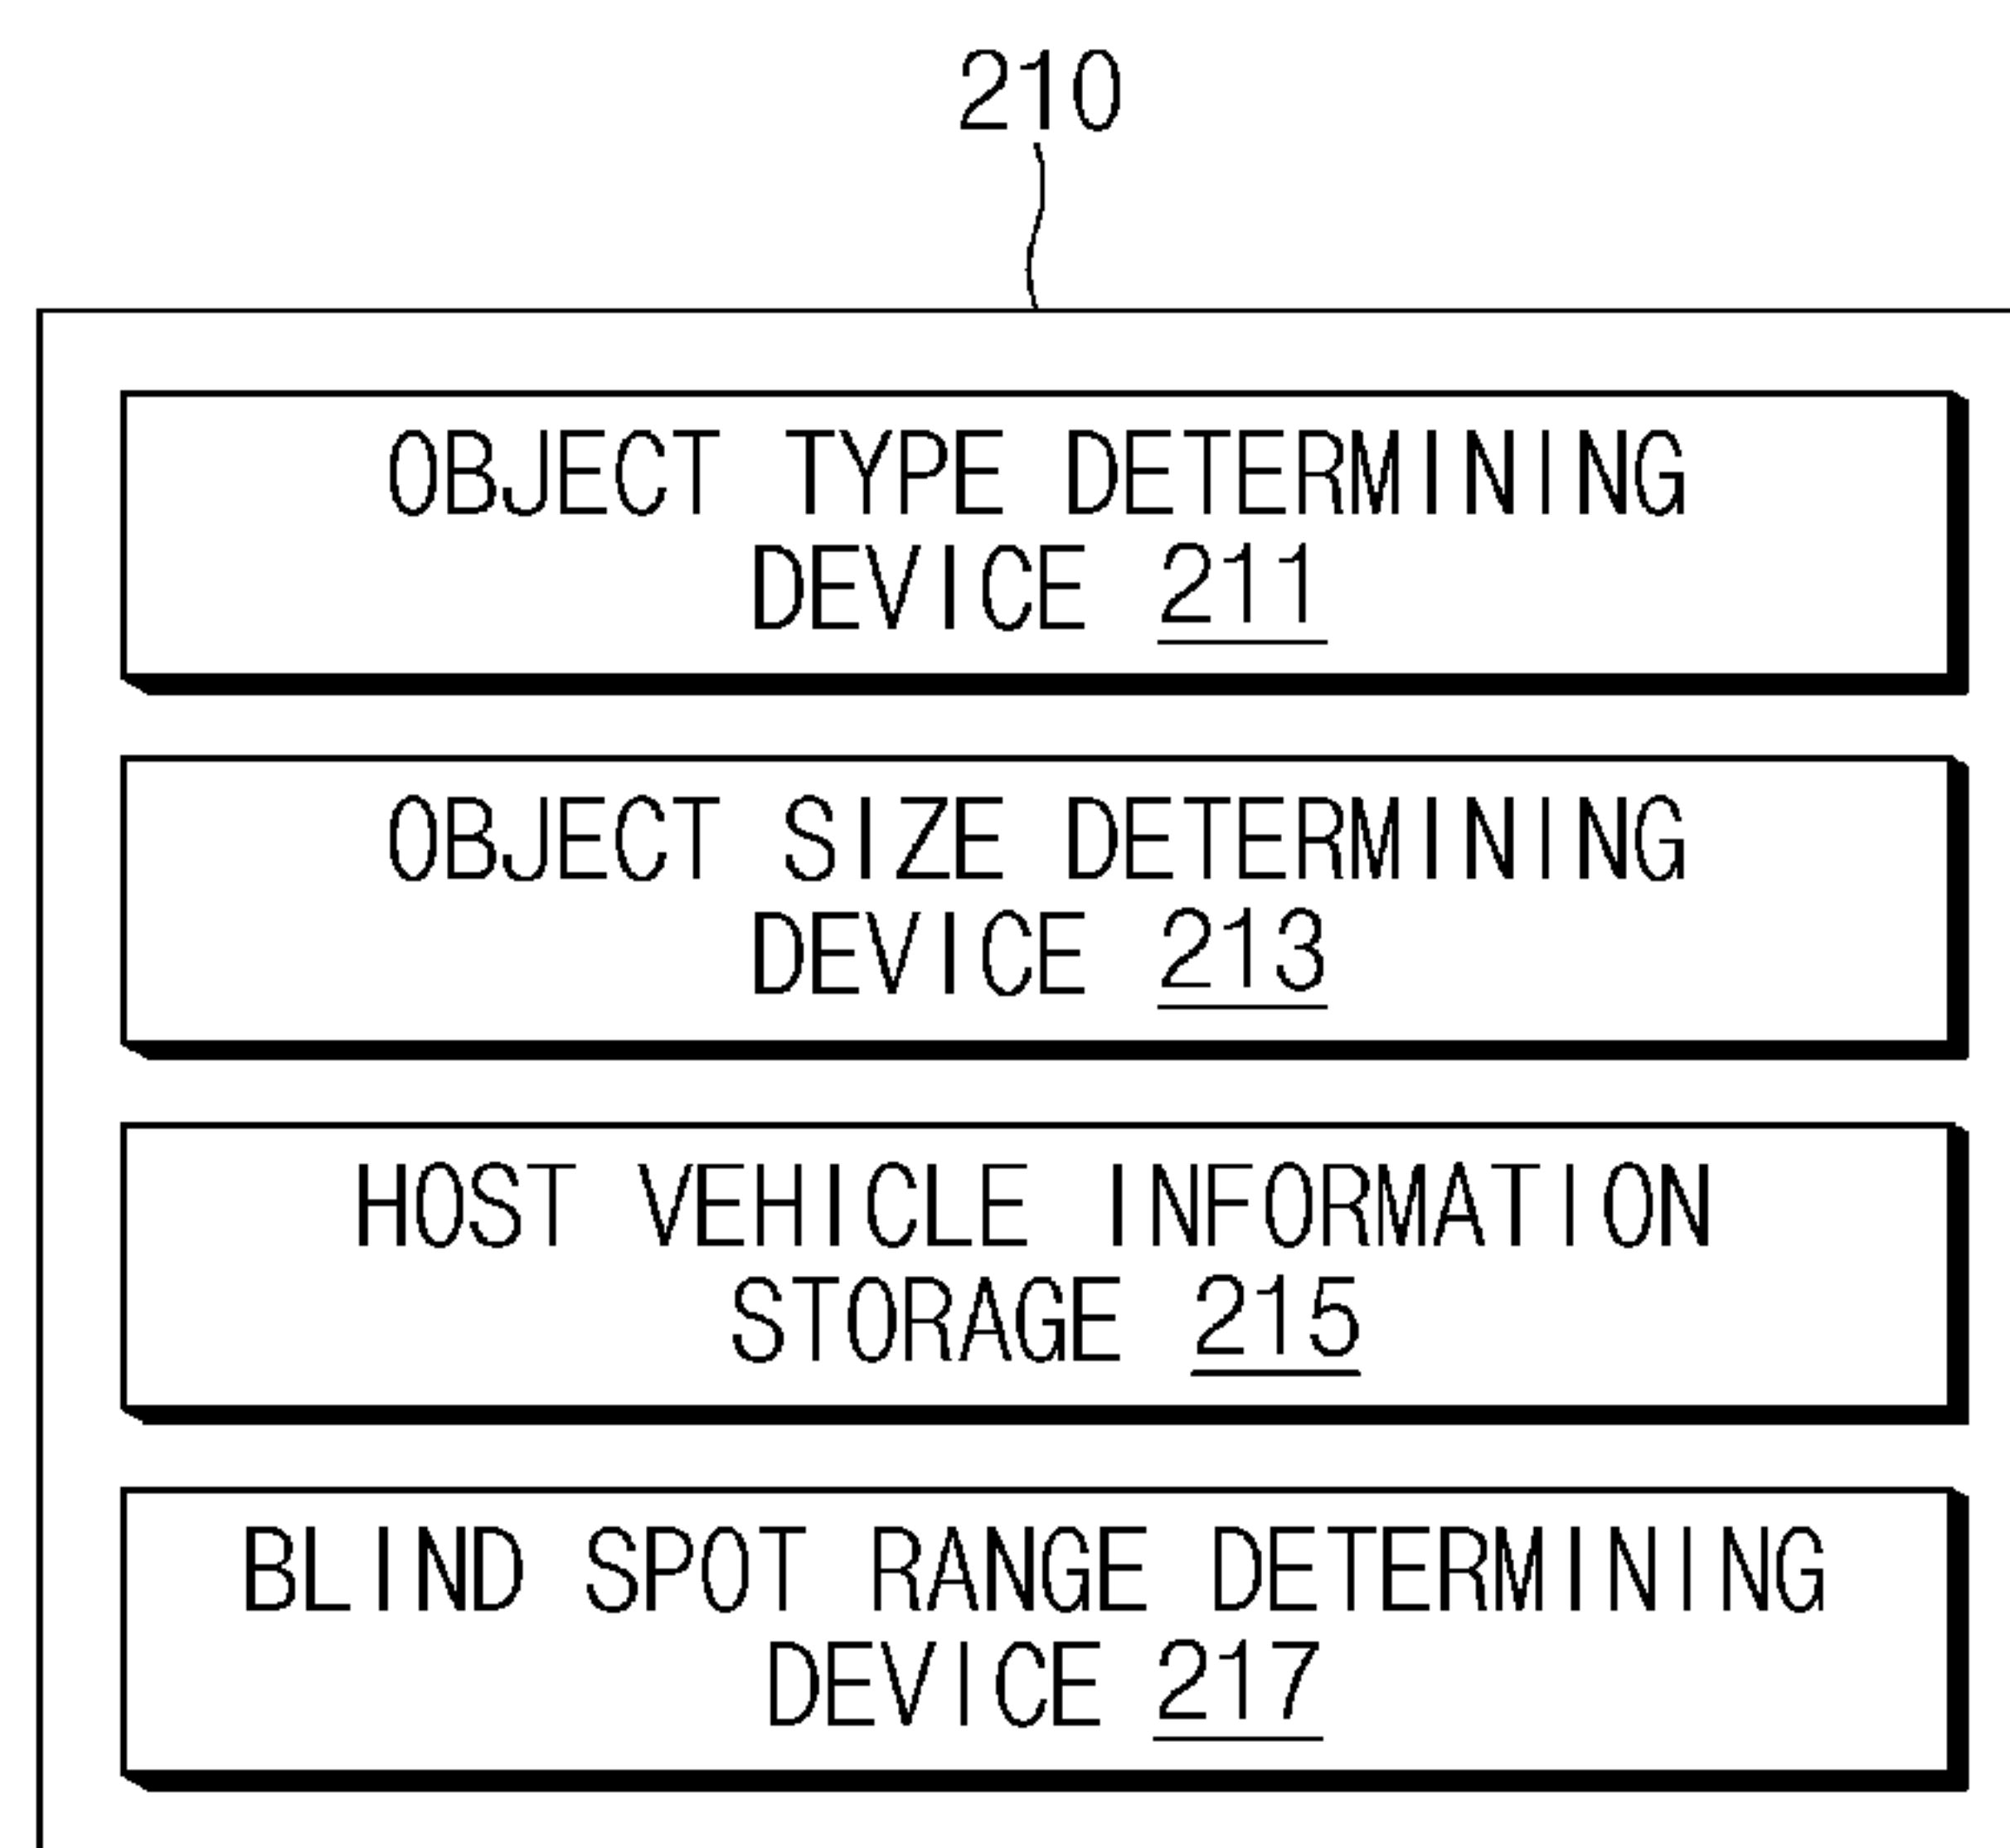 210
OBJECT TYPE DETERMINING
DEVICE 211
OBJECT SIZE DETERMINING
DEVICE 213
HOST VEHICLE INFORMATION
STORAGE 215
BLIND SPOT RANGE DETERMINING
DEVICE 217